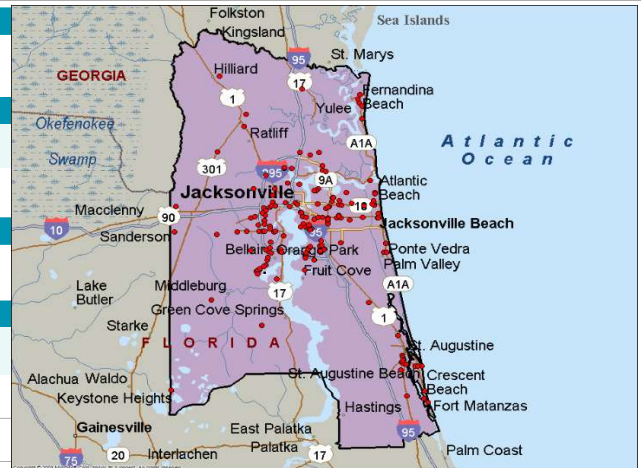 Folkston
Kingsland
Sea Islands
95
St. Marys
GEORGIA
Hilliard
17
1
Fernandina
Beach
Yulee
Okefenokee
Swamp
Ratliff
A1A
Atlantic
Ocean
301
295
9A
Jacksonville
Atlantic
Beach
Macclenny
90
10
Jacksonville Beach
10
Sanderson
95
Bellair
Orange Park
Ponte Vedra
Palm Valley
Fruit Cove
Lake
Butler
Middleburg
17
A1A
Green Cove Springs
1
Starke
FLORIDA
St. Augustine
Alachua
Waldo
St. Augustine Beach
Crescent
Beach
Keystone Heights
Hastings
Fort Matanzas
Gainesville
East Palatka
95
Palatka
75
20
Interlachen
17
Palm Coast